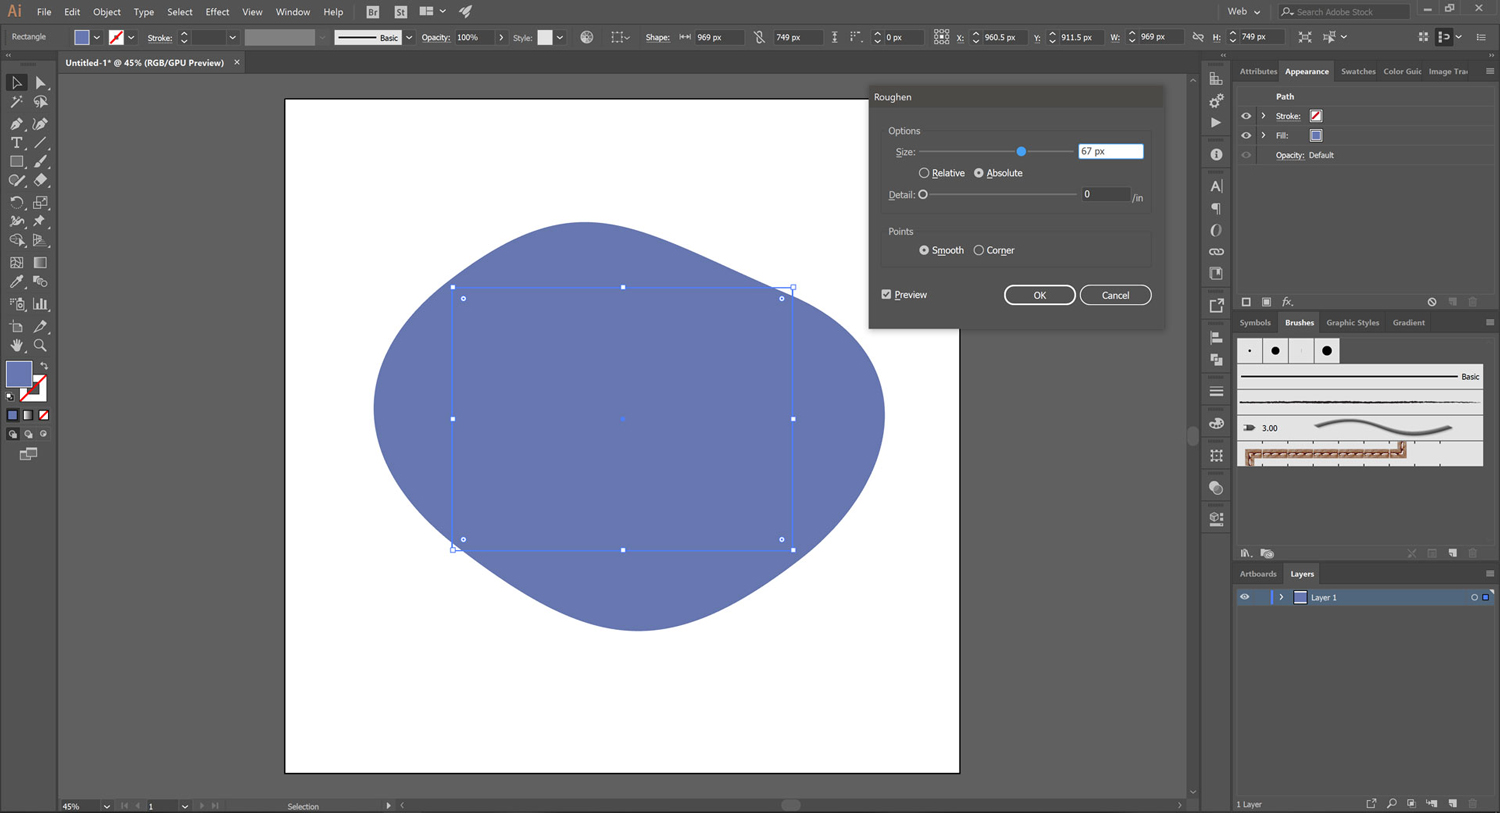 Ai File Edit Object Type Select Effect View Window Help Br St Web Search Adobe Stock
Rectangle Stroke: Basic Opacity: 100% Style: Shape: 969 px 749 px 0 px X: 960.5 px Y: 911.5 px W: 969 px H: 749 px
Untitled-1* @ 45% (RGB/GPU Preview) ×
Attributes Appearance Swatches Color Guic Image Trac
Roughen
Path
Stroke:
Fill:
Opacity: Default
Options
Size: 67 px
Relative Absolute
Detail: 0 /in
Points
Smooth Corner
Preview OK Cancel
fx.
Symbols Brushes Graphic Styles Gradient
Basic
3.00
Artboards Layers
Layer 1
45% 1 Selection
1 Layer